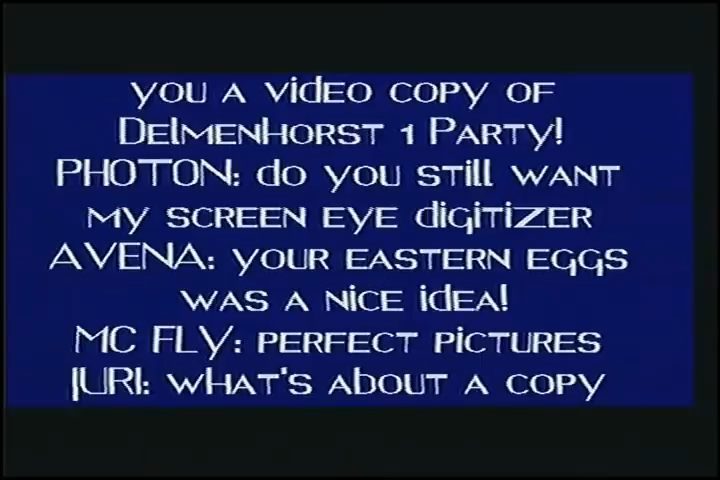 you a video copy of
Delmenhorst 1 Party!
PHOTON: do you still want
my screen eye digitizer
AVENA: your eastern eggs
was a nice idea!
MC FLY: perfect pictures
JURI: what's about a copy